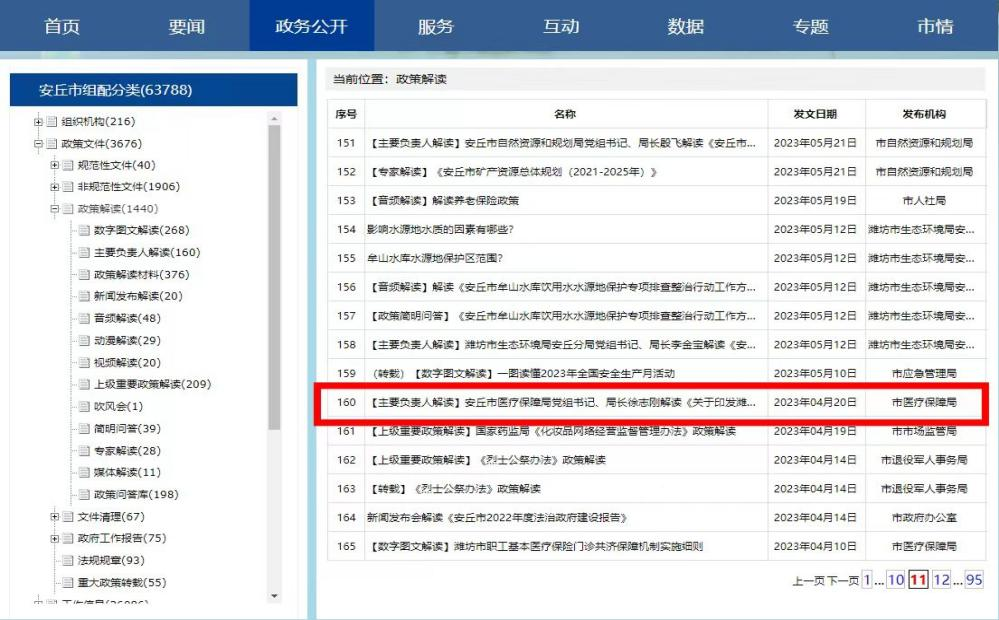 首页 要闻 政务公开 服务 互动 数据 专题 市情
安丘市组配分类(63788)
组织机构(216)
政策文件(3676)
规范性文件(40)
非规范性文件(1906)
政策解读(1440)
数字图文解读(268)
主要负责人解读(160)
政策解读材料(376)
新闻发布解读(20)
音频解读(48)
动漫解读(29)
视频解读(20)
上级重要政策解读(209)
吹风会(1)
简明问答(39)
专家解读(28)
媒体解读(11)
政策问答库(198)
文件清理(67)
政府工作报告(75)
法规规章(93)
重大政策转载(55)
当前位置：政策解读
序号 名称 发文日期 发布机构
151 【主要负责人解读】安丘市自然资源和规划局党组书记、局长殷飞解读《安丘市... 2023年05月21日 市自然资源和规划局
152 【专家解读】《安丘市矿产资源总体规划（2021-2025年）》 2023年05月21日 市自然资源和规划局
153 【音频解读】解读养老保险政策 2023年05月19日 市人社局
154 影响水源地水质的因素有哪些? 2023年05月12日 潍坊市生态环境局安...
155 牟山水库水源地保护区范围? 2023年05月12日 潍坊市生态环境局安...
156 【音频解读】解读《安丘市牟山水库饮用水水源地保护专项排查整治行动工作方... 2023年05月12日 潍坊市生态环境局安...
157 【政策简明问答】《安丘市牟山水库饮用水水源地保护专项排查整治行动工作方... 2023年05月12日 潍坊市生态环境局安...
158 【主要负责人解读】潍坊市生态环境局安丘分局党组书记、局长李金宝解读《安... 2023年05月12日 潍坊市生态环境局安...
159 （转载）【数字图文解读】一图读懂2023年全国安全生产月活动 2023年05月10日 市应急管理局
160 【主要负责人解读】安丘市医疗保障局党组书记、局长徐志刚解读《关于印发潍... 2023年04月20日 市医疗保障局
161 【上级重要政策解读】国家药监局《化妆品网络经营监督管理办法》政策解读 2023年04月19日 市市场监管局
162 【上级重要政策解读】《烈士公祭办法》政策解读 2023年04月14日 市退役军人事务局
163 【转载】《烈士公祭办法》政策解读 2023年04月14日 市退役军人事务局
164 新闻发布会解读《安丘市2022年度法治政府建设报告》 2023年04月14日 市政府办公室
165 【数字图文解读】潍坊市职工基本医疗保险门诊共济保障机制实施细则 2023年04月10日 市医疗保障局
上一页 下一页 1 ... 10 11 12 ... 95